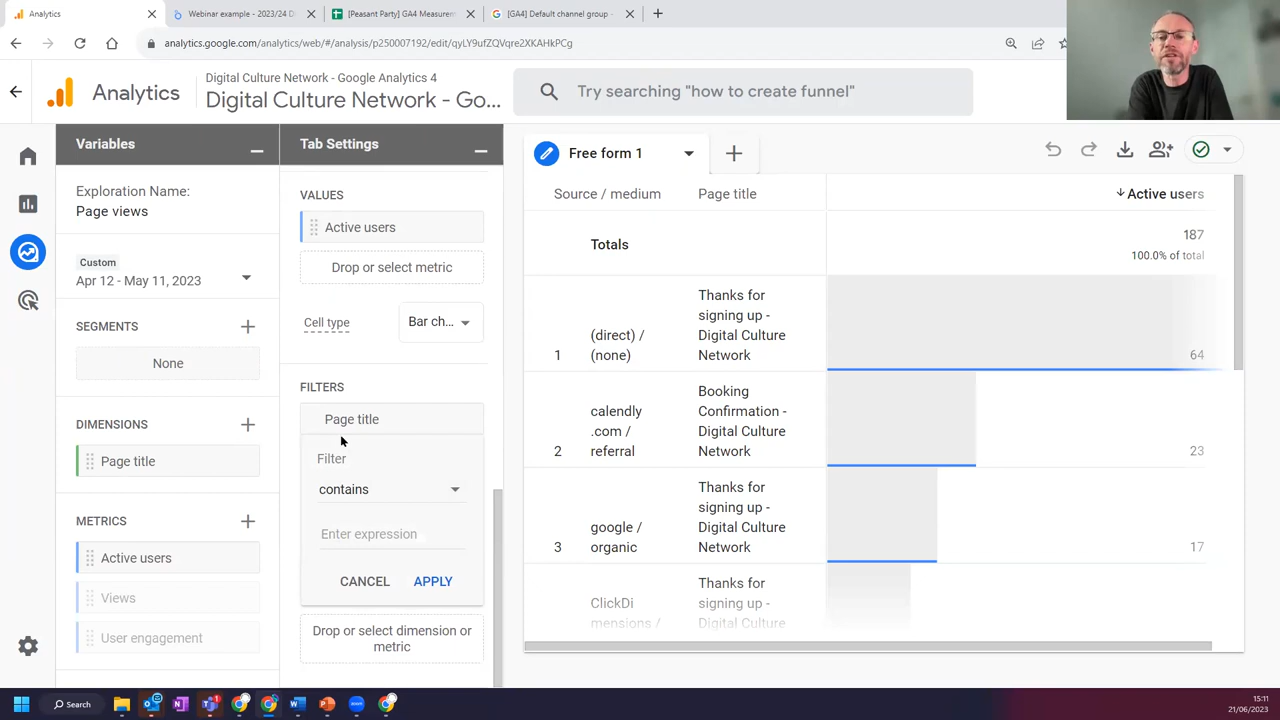 Analytics
Webinar example - 2023/24 D
[Peasant Party] GA4 Measuremen
[GA4] Default channel group -
analytics.google.com/analytics/web/#/analysis/p250007192/edit/qyLY9ufZQVqre2XKAHkPCg
Analytics
Digital Culture Network - Google Analytics 4
Digital Culture Network - Go...
Try searching "how to create funnel"
Variables
Exploration Name:
Page views
Custom
Apr 12 - May 11, 2023
SEGMENTS
None
DIMENSIONS
Page title
METRICS
Active users
Views
User engagement
Tab Settings
VALUES
Active users
Drop or select metric
Cell type
Bar ch...
FILTERS
Page title
Filter
contains
Enter expression
CANCEL
APPLY
Drop or select dimension or
metric
Free form 1
Source / medium
Page title
Active users
Totals
187
100.0% of total
1
(direct) /
(none)
Thanks for
signing up -
Digital Culture
Network
64
2
calendly
.com /
referral
Booking
Confirmation -
Digital Culture
Network
23
3
google /
organic
Thanks for
signing up -
Digital Culture
Network
17
ClickDi
mensions /
Thanks for
signing up -
Digital Culture
Search
15:11
21/06/2023